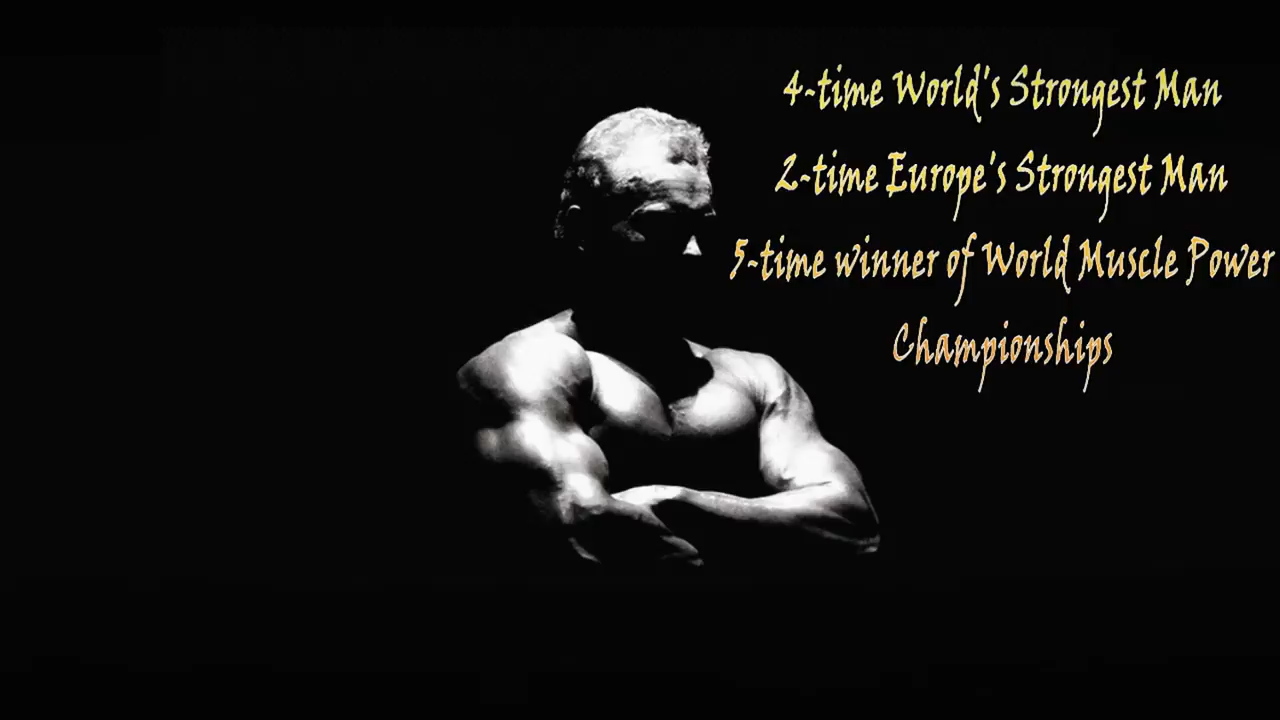 4-time World's Strongest Man
2-time Europe's Strongest Man
5-time winner of World Muscle Power
Championships